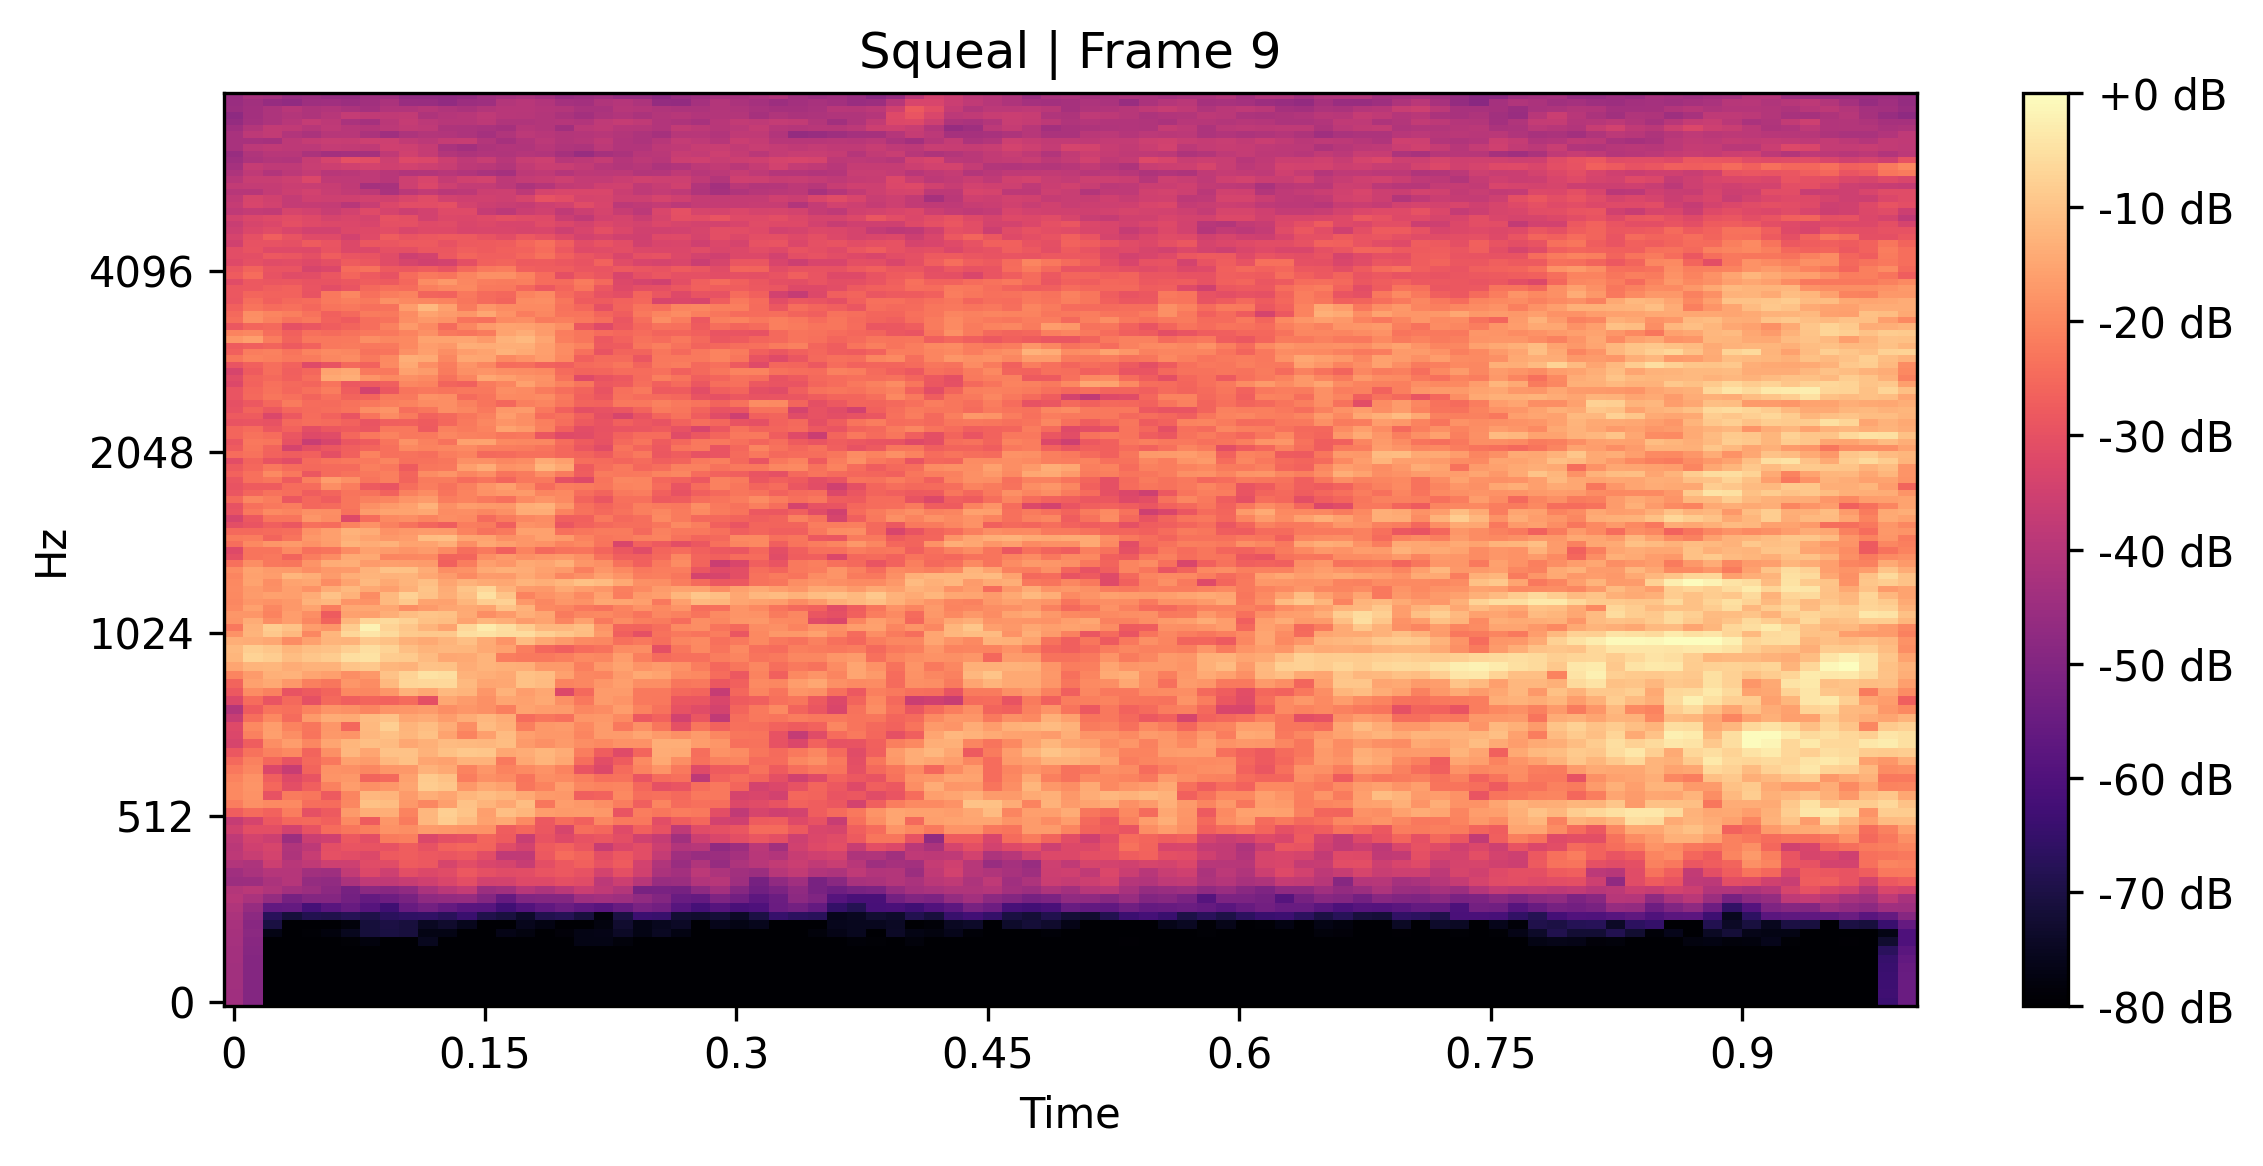 Squeal | Frame 9
Hz
4096
2048
1024
512
0
0 0.15 0.3 0.45 0.6 0.75 0.9
Time
+0 dB
-10 dB
-20 dB
-30 dB
-40 dB
-50 dB
-60 dB
-70 dB
-80 dB